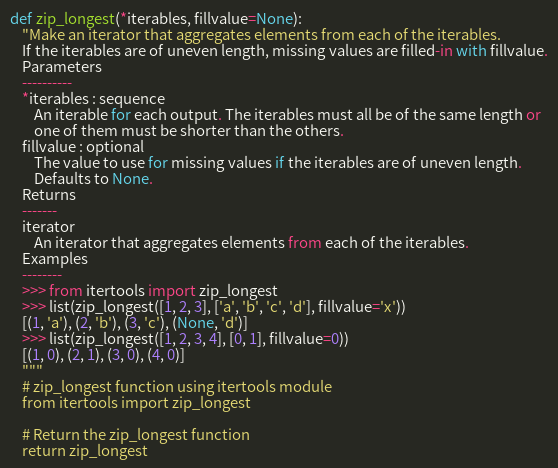 def zip_longest(*iterables, fillvalue=None):
"Make an iterator that aggregates elements from each of the iterables.
If the iterables are of uneven length, missing values are filled-in with fillvalue.
Parameters
----------
*iterables : sequence
An iterable for each output. The iterables must all be of the same length or
one of them must be shorter than the others.
fillvalue : optional
The value to use for missing values if the iterables are of uneven length.
Defaults to None.
Returns
-------
iterator
An iterator that aggregates elements from each of the iterables.
Examples
--------
>>> from itertools import zip_longest
>>> list(zip_longest([1, 2, 3], ['a', 'b', 'c', 'd'], fillvalue='x'))
[(1, 'a'), (2, 'b'), (3, 'c'), (None, 'd')]
>>> list(zip_longest([1, 2, 3, 4], [0, 1], fillvalue=0))
[(1, 0), (2, 1), (3, 0), (4, 0)]
"""
# zip_longest function using itertools module
from itertools import zip_longest
# Return the zip_longest function
return zip_longest